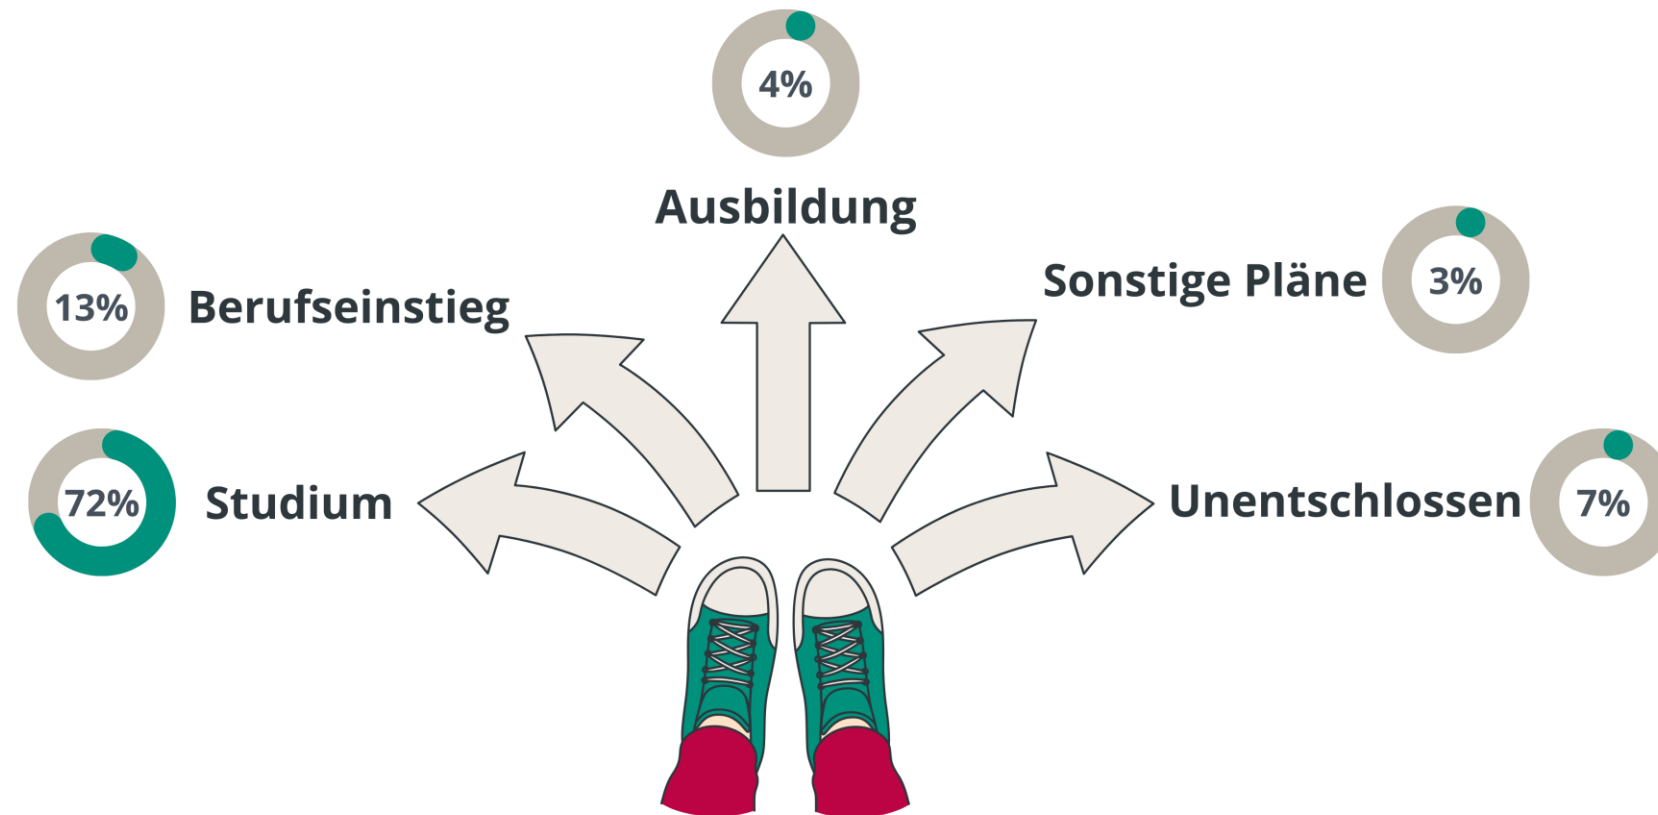 4%
Ausbildung
13%
Berufseinstieg
Sonstige Pläne
3%
72%
Studium
Unentschlossen
7%